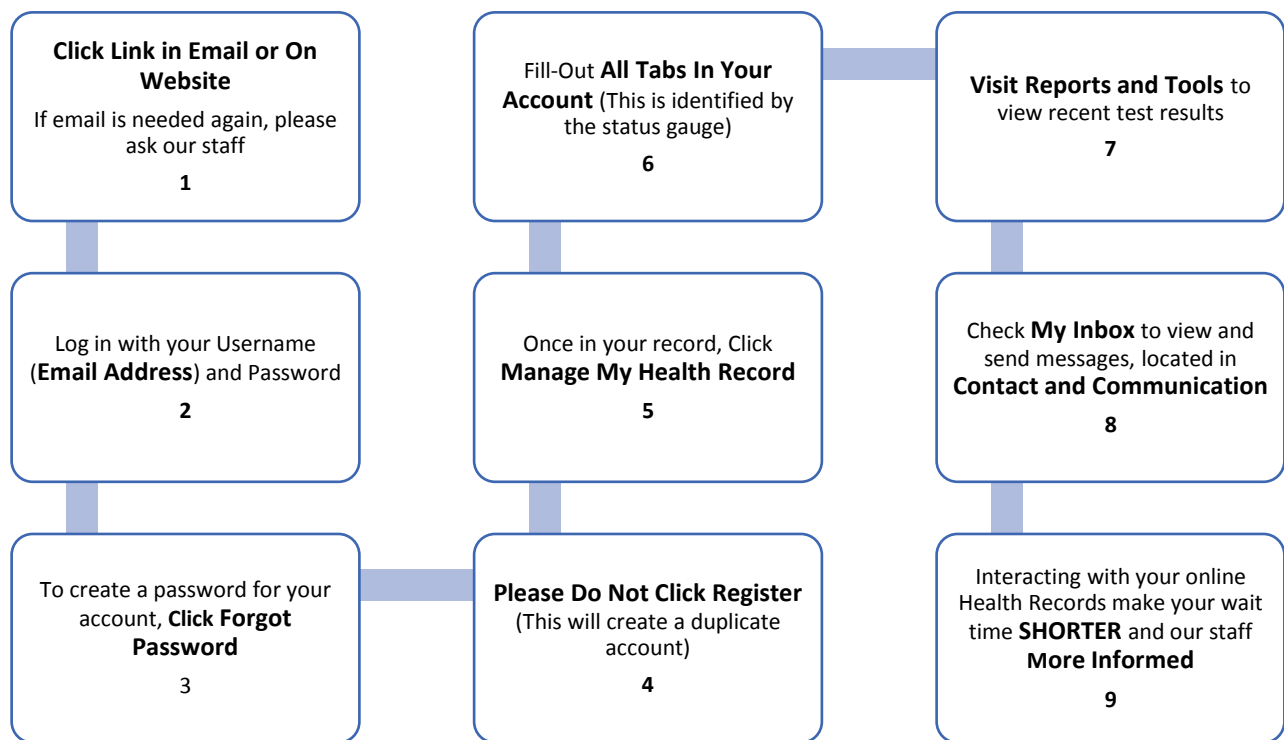 Click Link in Email or On
Website
If email is needed again, please
ask our staff
1
Log in with your Username
(Email Address) and Password
2
To create a password for your
account, Click Forgot
Password
3
Please Do Not Click Register
(This will create a duplicate
account)
4
Once in your record, Click
Manage My Health Record
5
Fill-Out All Tabs In Your
Account (This is identified by
the status gauge)
6
Visit Reports and Tools to
view recent test results
7
Check My Inbox to view and
send messages, located in
Contact and Communication
8
Interacting with your online
Health Records make your wait
time SHORTER and our staff
More Informed
9